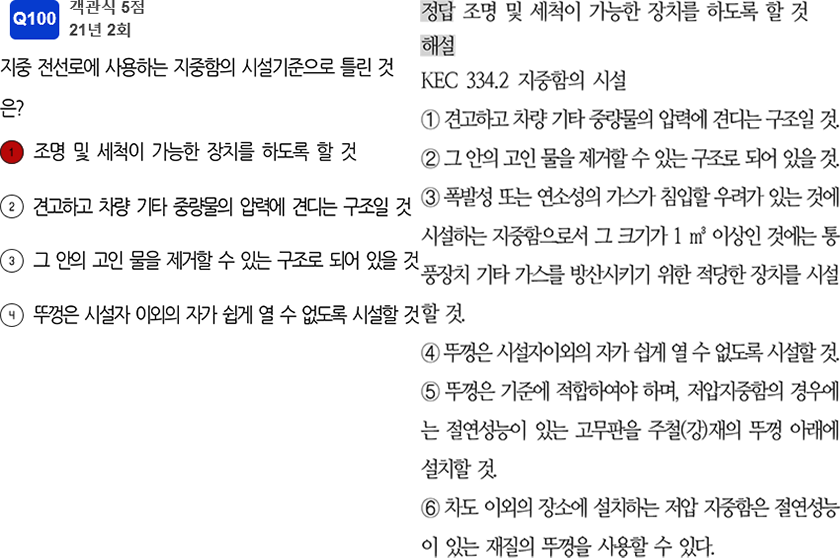 Q100 객관식 5점
21년 2회
지중 전선로에 사용하는 지중함의 시설기준으로 틀린 것
은?
1 조명 및 세척이 가능한 장치를 하도록 할 것
② 견고하고 차량 기타 중량물의 압력에 견디는 구조일 것
③ 그 안의 고인 물을 제거할 수 있는 구조로 되어 있을 것
④ 뚜껑은 시설자 이외의 자가 쉽게 열 수 없도록 시설할 것
정답 조명 및 세척이 가능한 장치를 하도록 할 것
해설
KEC 334.2 지중함의 시설
① 견고하고 차량 기타 중량물의 압력에 견디는 구조일 것.
② 그 안의 고인 물을 제거할 수 있는 구조로 되어 있을 것.
③ 폭발성 또는 연소성의 가스가 침입할 우려가 있는 것에
시설하는 지중함으로서 그 크기가 1 ㎥ 이상인 것에는 통
풍장치 기타 가스를 방산시키기 위한 적당한 장치를 시설
할 것.
④ 뚜껑은 시설자이외의 자가 쉽게 열 수 없도록 시설할 것.
⑤ 뚜껑은 기준에 적합하여야 하며, 저압지중함의 경우에
는 절연성능이 있는 고무판을 주철(강)재의 뚜껑 아래에
설치할 것.
⑥ 차도 이외의 장소에 설치하는 저압 지중함은 절연성능
이 있는 재질의 뚜껑을 사용할 수 있다.